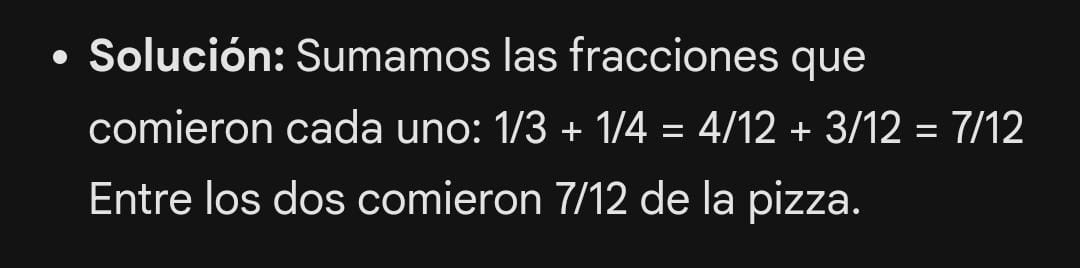 • Solución: Sumamos las fracciones que
comieron cada uno: 1/3 + 1/4 = 4/12 + 3/12 = 7/12
Entre los dos comieron 7/12 de la pizza.